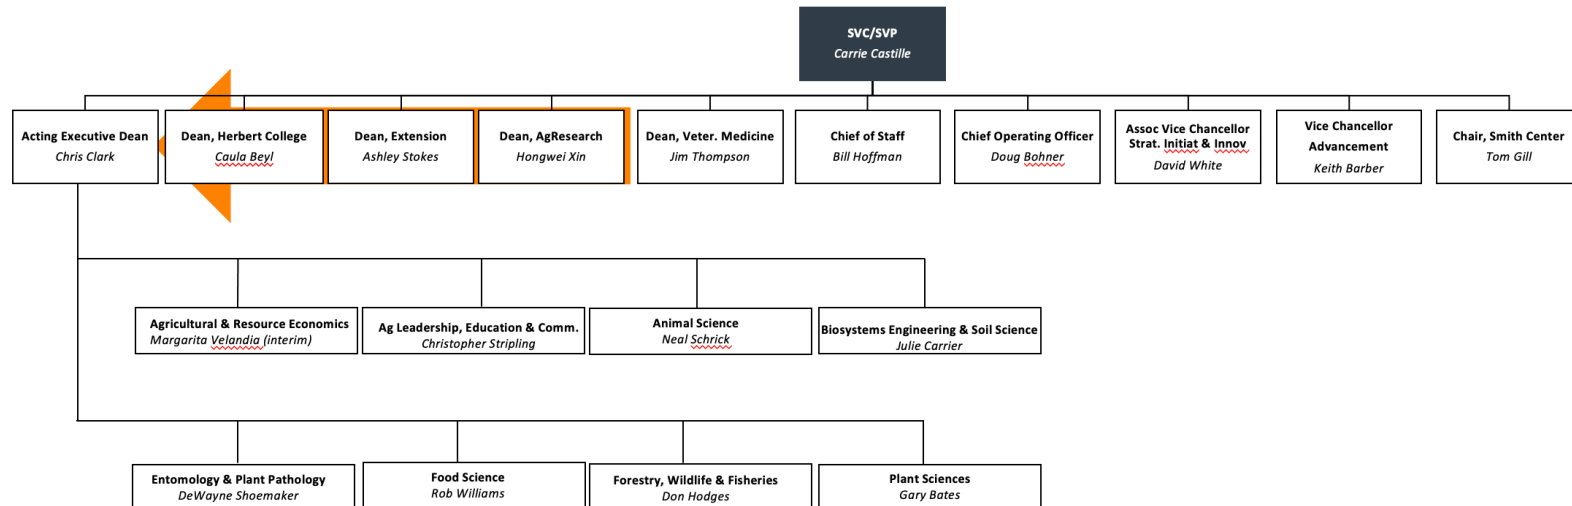 SVC/SVP
Carrie Castille
Acting Executive Dean
Chris Clark
Dean, Herbert College
Caula Beyl
Dean, Extension
Ashley Stokes
Dean, AgResearch
Hongwei Xin
Dean, Veter. Medicine
Jim Thompson
Chief of Staff
Bill Hoffman
Chief Operating Officer
Doug Bohner
Assoc Vice Chancellor
Strat. Initiat & Innov
David White
Vice Chancellor
Advancement
Keith Barber
Chair, Smith Center
Tom Gill
Agricultural & Resource Economics
Margarita Velandia (interim)
Ag Leadership, Education & Comm.
Christopher Stripling
Animal Science
Neal Schrick
Biosystems Engineering & Soil Science
Julie Carrier
Entomology & Plant Pathology
DeWayne Shoemaker
Food Science
Rob Williams
Forestry, Wildlife & Fisheries
Don Hodges
Plant Sciences
Gary Bates